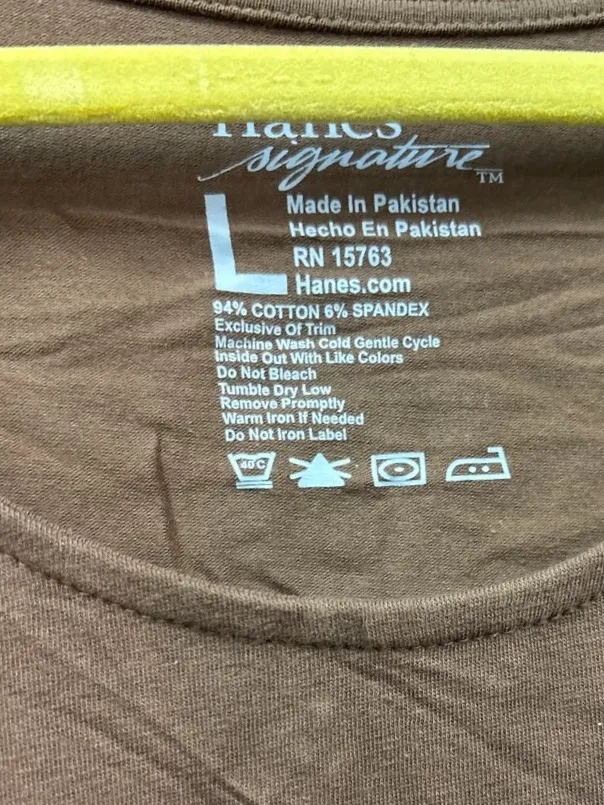 Hanes
signature™
L
Made In Pakistan
Hecho En Pakistan
RN 15763
Hanes.com
94% COTTON 6% SPANDEX
Exclusive Of Trim
Machine Wash Cold Gentle Cycle
Inside Out With Like Colors
Do Not Bleach
Tumble Dry Low
Remove Promptly
Warm Iron If Needed
Do Not Iron Label
40°C